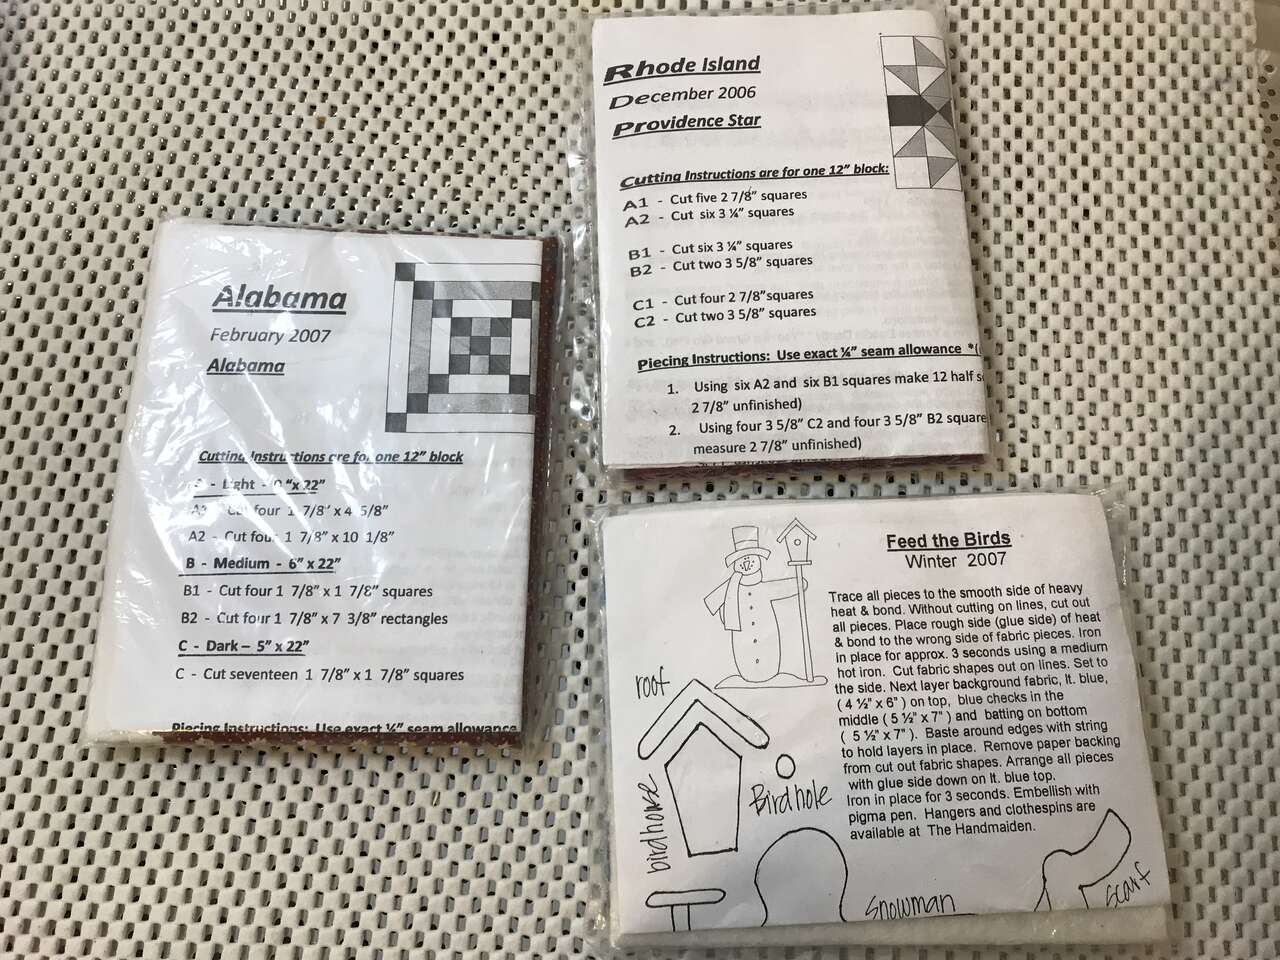 Alabama
February 2007
Alabama
Cutting Instructions are for one 12" block
Light - "x 22"
Cut four 1 7/8" x 4 5/8"
A2 - Cut four 1 7/8" x 10 1/8"
B - Medium - 6" x 22"
B1 - Cut four 1 7/8" x 1 7/8" squares
B2 - Cut four 1 7/8" x 7 3/8" rectangles
C - Dark – 5" x 22"
C - Cut seventeen 1 7/8" x 1 7/8" squares
Piecing Instructions: Use exact ¼" seam allowance
Rhode Island
December 2006
Providence Star
Cutting Instructions are for one 12" block:
A1 - Cut five 2 7/8" squares
A2 - Cut six 3 ¼" squares
B1 - Cut six 3 ¼" squares
B2 - Cut two 3 5/8" squares
C1 - Cut four 2 7/8" squares
C2 - Cut two 3 5/8" squares
Piecing Instructions: Use exact ¼" seam allowance *(
1. Using six A2 and six B1 squares make 12 half s
2 7/8" unfinished)
2. Using four 3 5/8" C2 and four 3 5/8" B2 square
measure 2 7/8" unfinished)
Feed the Birds
Winter 2007
Trace all pieces to the smooth side of heavy
heat & bond. Without cutting on lines, cut out
all pieces. Place rough side (glue side) of heat
& bond to the wrong side of fabric pieces. Iron
in place for approx. 3 seconds using a medium
hot iron. Cut fabric shapes out on lines. Set to
the side. Next layer background fabric, lt. blue,
( 4 ½" x 6" ) on top, blue checks in the
middle ( 5 ½" x 7" ) and batting on bottom
( 5 ½" x 7" ). Baste around edges with string
to hold layers in place. Remove paper backing
from cut out fabric shapes. Arrange all pieces
with glue side down on lt. blue top.
Iron in place for 3 seconds. Embellish with
pigma pen. Hangers and clothespins are
available at The Handmaiden.
roof
birdhouse
Birdhole
Snowman
Scarf